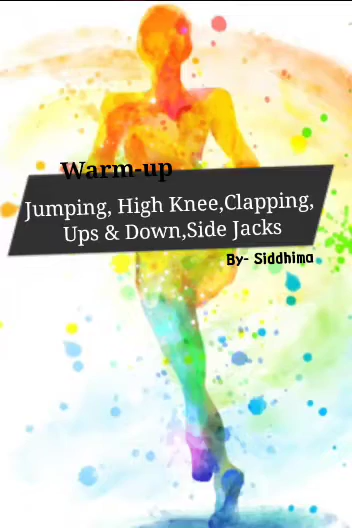 Warm-up
Jumping, High Knee,Clapping,
Ups & Down,Side Jacks
By- Siddhima